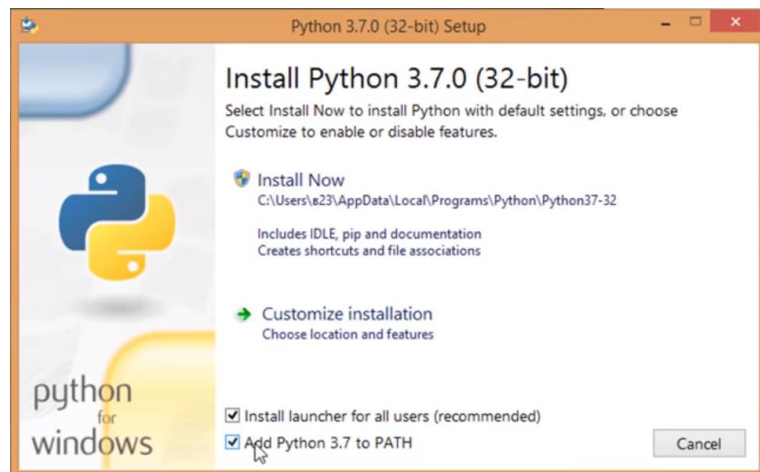 Python 3.7.0 (32-bit) Setup
Install Python 3.7.0 (32-bit)
Select Install Now to install Python with default settings, or choose
Customize to enable or disable features.
Install Now
C:\Users\в23\AppData\Local\Programs\Python\Python37-32
Includes IDLE, pip and documentation
Creates shortcuts and file associations
Customize installation
Choose location and features
python
for
windows
Install launcher for all users (recommended)
Add Python 3.7 to PATH
Cancel